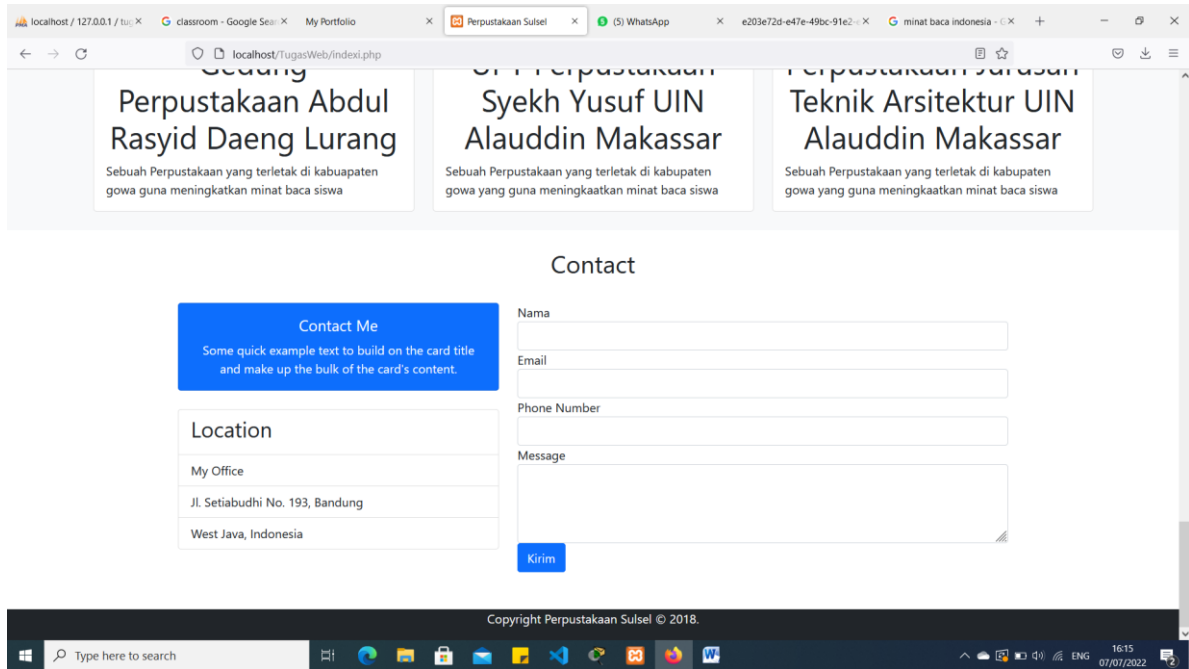 localhost / 127.0.0.1 / tug
classroom - Google Sear
My Portfolio
Perpustakaan Sulsel
(5) WhatsApp
e203e72d-e47e-49bc-91e2-
minat baca indonesia - G
localhost/TugasWeb/indexi.php
Gedung
Perpustakaan Abdul
Rasyid Daeng Lurang
Sebuah Perpustakaan yang terletak di kabuapaten
gowa guna meningkatkan minat baca siswa
UPT Perpustakaan
Syekh Yusuf UIN
Alauddin Makassar
Sebuah Perpustakaan yang terletak di kabupaten
gowa yang guna meningkaatkan minat baca siswa
Perpustakaan Jurusan
Teknik Arsitektur UIN
Alauddin Makassar
Sebuah Perpustakaan yang terletak di kabupaten
gowa yang guna meningkaatkan minat baca siswa
Contact
Contact Me
Some quick example text to build on the card title
and make up the bulk of the card's content.
Location
My Office
Jl. Setiabudhi No. 193, Bandung
West Java, Indonesia
Nama
Email
Phone Number
Message
Kirim
Copyright Perpustakaan Sulsel © 2018.
Type here to search
ENG
16:15
07/07/2022
2